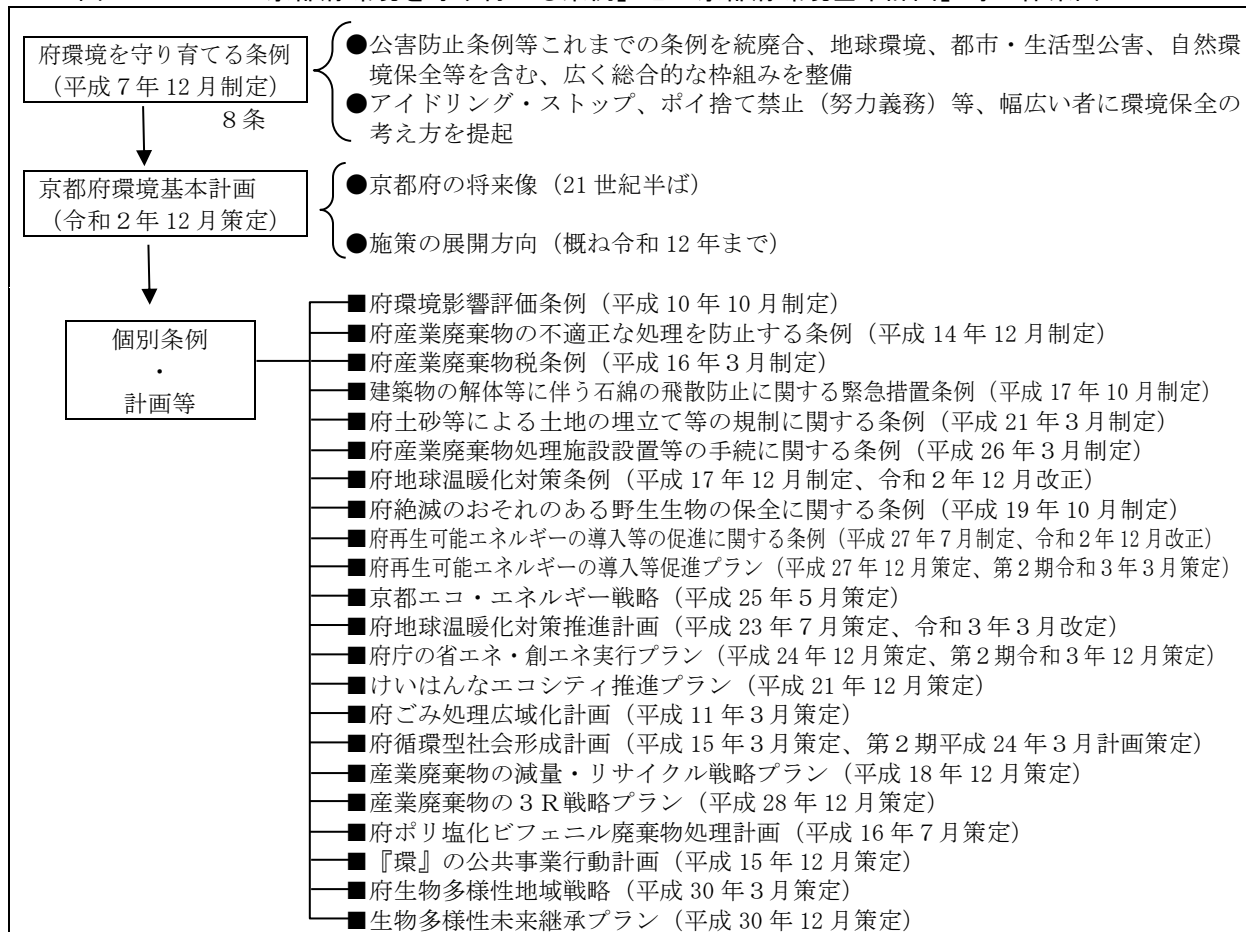 府環境を守り育てる条例
(平成7年12月制定)
8条
●公害防止条例等これまでの条例を統廃合、地球環境、都市・生活型公害、自然環
境保全等を含む、広く総合的な枠組みを整備
●アイドリング・ストップ、ポイ捨て禁止(努力義務)等、幅広い者に環境保全の
考え方を提起
京都府環境基本計画
(令和2年12月策定)
●京都府の将来像(21世紀半ば)
●施策の展開方向(概ね令和12年まで)
個別条例
・
計画等
■府環境影響評価条例(平成10年10月制定)
■府産業廃棄物の不適正な処理を防止する条例(平成14年12月制定)
■府産業廃棄物税条例(平成16年3月制定)
■建築物の解体等に伴う石綿の飛散防止に関する緊急措置条例(平成17年10月制定)
■府土砂等による土地の埋立て等の規制に関する条例(平成21年3月制定)
■府産業廃棄物処理施設設置等の手続に関する条例(平成26年3月制定)
■府地球温暖化対策条例(平成17年12月制定、令和2年12月改正)
■府絶滅のおそれのある野生生物の保全に関する条例(平成19年10月制定)
■府再生可能エネルギーの導入等の促進に関する条例(平成27年7月制定、令和2年12月改正)
■府再生可能エネルギーの導入等促進プラン(平成27年12月策定、第2期令和3年3月策定)
■京都エコ・エネルギー戦略(平成25年5月策定)
■府地球温暖化対策推進計画(平成23年7月策定、令和3年3月改定)
■府庁の省エネ・創エネ実行プラン(平成24年12月策定、第2期令和3年12月策定)
■けいはんなエコシティ推進プラン(平成21年12月策定)
■府ごみ処理広域化計画(平成11年3月策定)
■府循環型社会形成計画(平成15年3月策定、第2期平成24年3月計画策定)
■産業廃棄物の減量・リサイクル戦略プラン(平成18年12月策定)
■産業廃棄物の3R戦略プラン(平成28年12月策定)
■府ポリ塩化ビフェニル廃棄物処理計画(平成16年7月策定)
■『環』の公共事業行動計画(平成15年12月策定)
■府生物多様性地域戦略(平成30年3月策定)
■生物多様性未来継承プラン(平成30年12月策定)